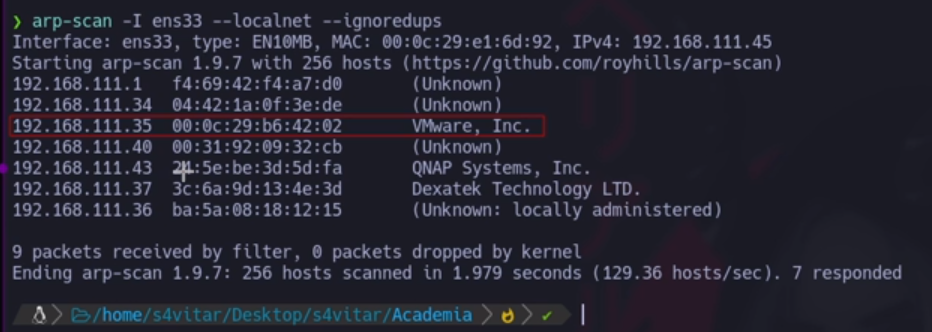 ❯ arp-scan -I ens33 --localnet --ignoredups
Interface: ens33, type: EN10MB, MAC: 00:0c:29:e1:6d:92, IPv4: 192.168.111.45
Starting arp-scan 1.9.7 with 256 hosts (https://github.com/royhills/arp-scan)
192.168.111.1 f4:69:42:f4:a7:d0 (Unknown)
192.168.111.34 04:42:1a:0f:3e:de (Unknown)
192.168.111.35 00:0c:29:b6:42:02 VMware, Inc.
192.168.111.40 00:31:92:09:32:cb (Unknown)
192.168.111.43 24:5e:be:3d:5d:fa QNAP Systems, Inc.
192.168.111.37 3c:6a:9d:13:4e:3d Dexatek Technology LTD.
192.168.111.36 ba:5a:08:18:12:15 (Unknown: locally administered)
9 packets received by filter, 0 packets dropped by kernel
Ending arp-scan 1.9.7: 256 hosts scanned in 1.979 seconds (129.36 hosts/sec). 7 responded
/home/s4vitar/Desktop/s4vitar/Academia